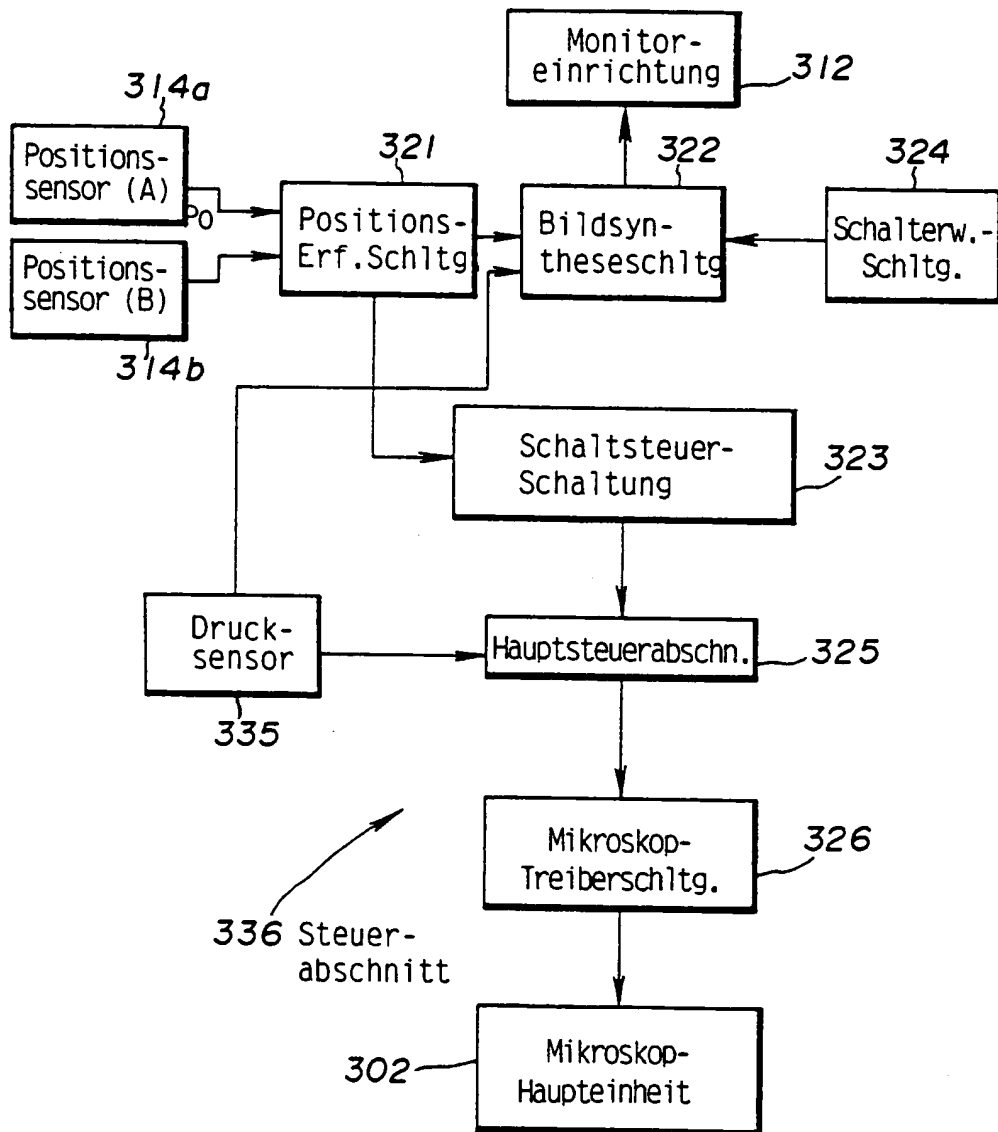 Monitor-
einrichtung
312
314a
Positions-
sensor (A)
P0
321
Positions-
Erf.Schltg.
322
Bildsyn-
theseschltg
324
Schalterw.-
Schltg.
Positions-
sensor (B)
314b
Schaltsteuer-
Schaltung
323
Druck-
sensor
335
Hauptsteuerabschn.
325
Mikroskop-
Treiberschltg.
326
336 Steuer-
abschnitt
302
Mikroskop-
Haupteinheit